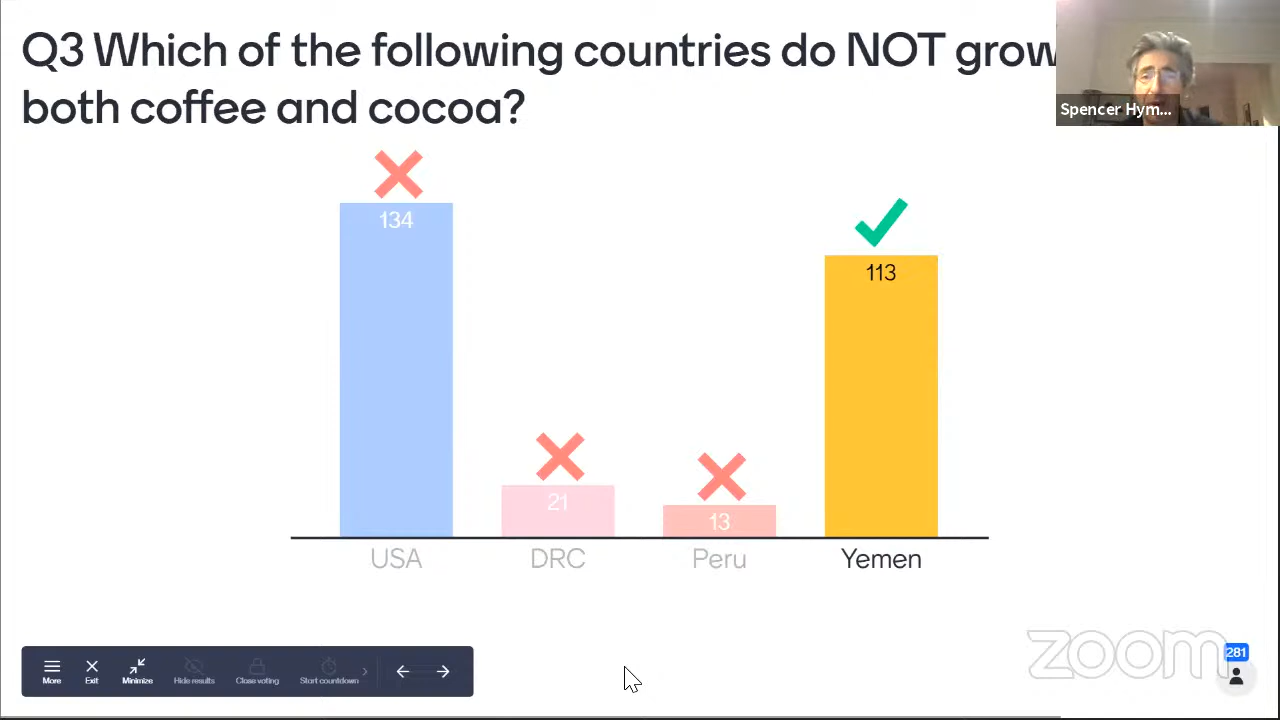 Q3 Which of the following countries do NOT grow
both coffee and cocoa?
Spencer Hym...
134
113
21
13
USA
DRC
Peru
Yemen
More
Exit
Minimize
Hide results
Close voting
Start countdown
zoom
281